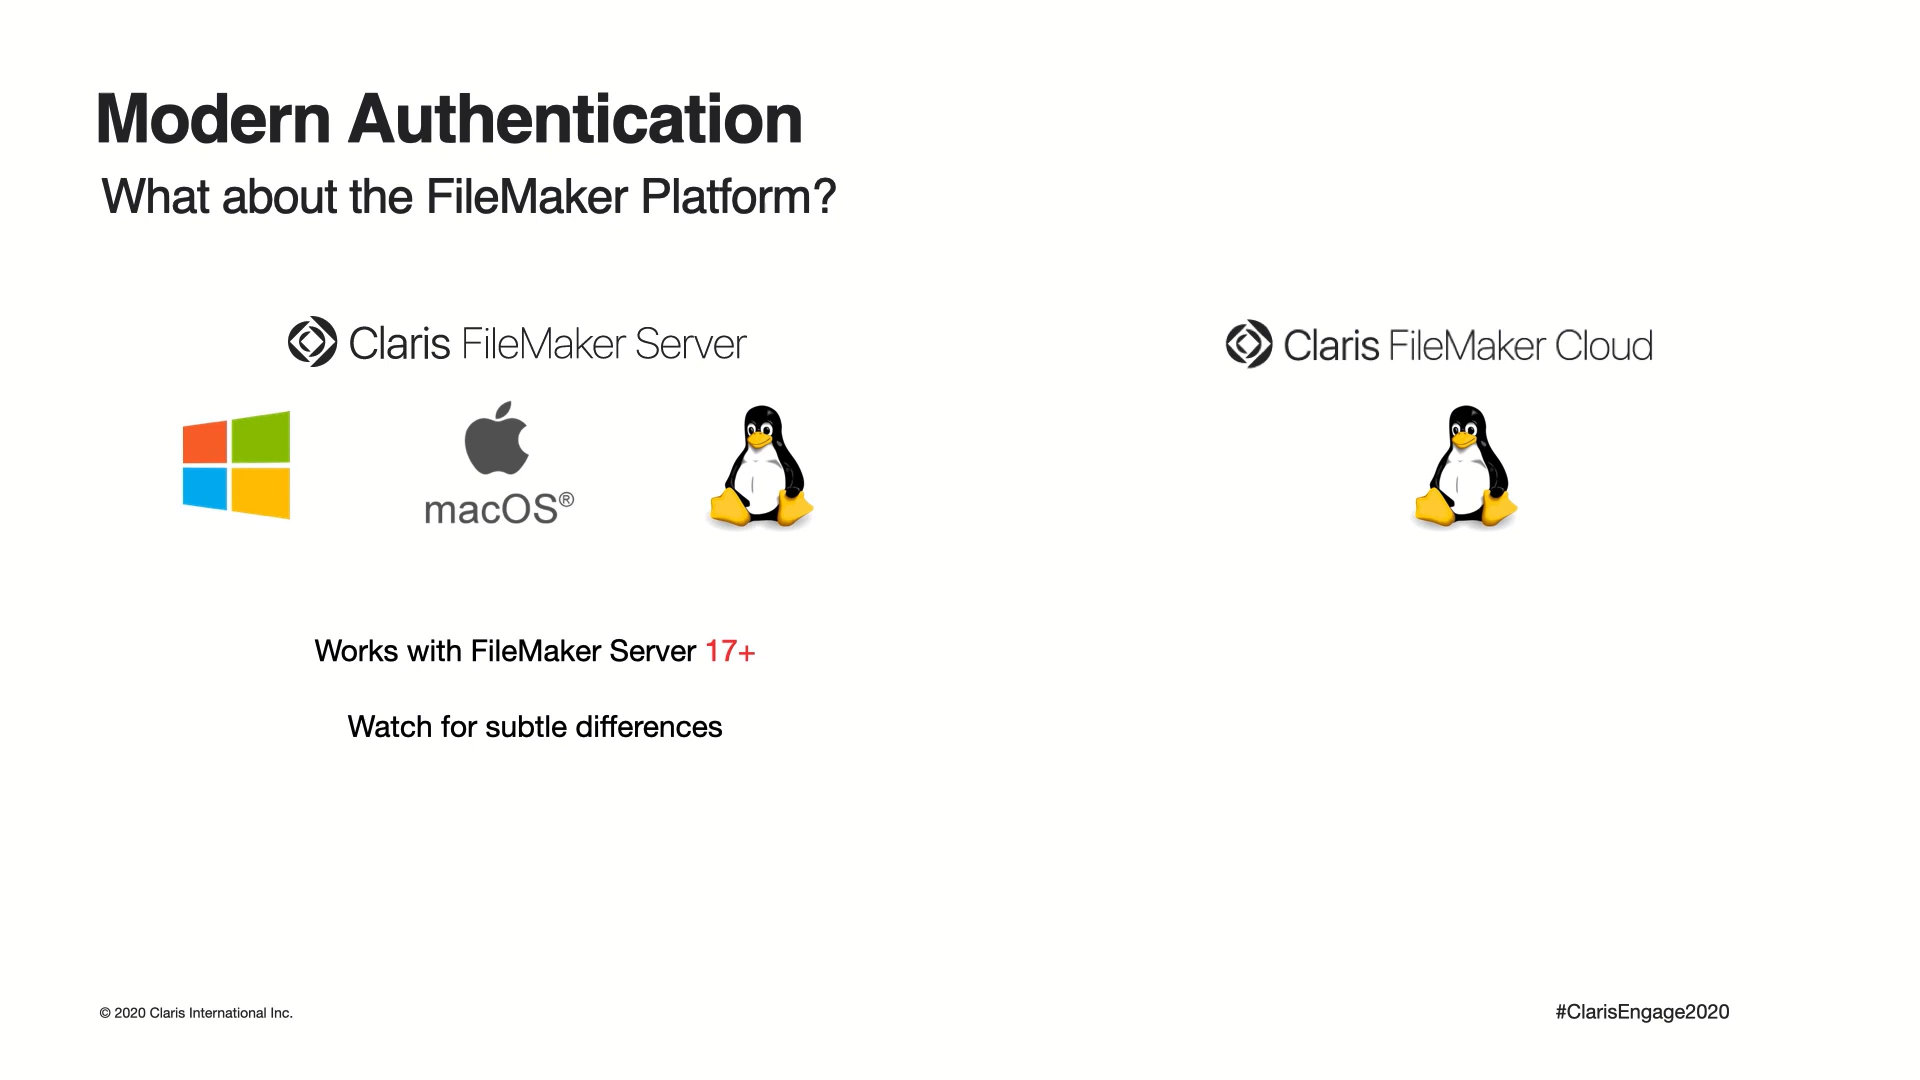 Modern Authentication
What about the FileMaker Platform?
Claris FileMaker Server
Claris FileMaker Cloud
macOS®
Works with FileMaker Server 17+
Watch for subtle differences
© 2020 Claris International Inc.
#ClarisEngage2020